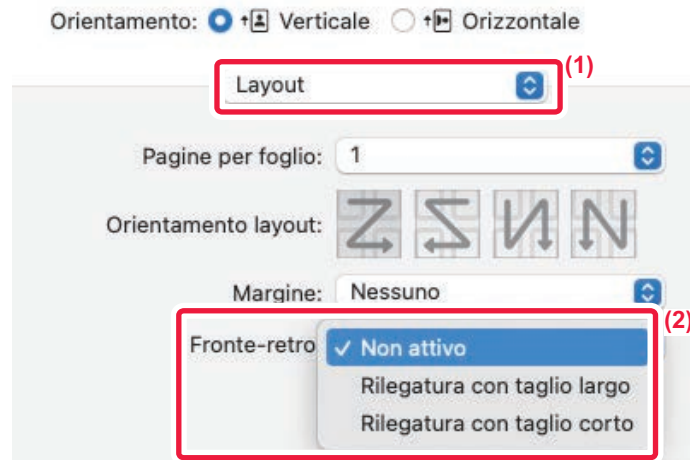 Orientamento: Verticale Orizzontale
(1)
Layout
Pagine per foglio: 1
Orientamento layout:
Margine: Nessuno
(2)
Fronte-retro ✓ Non attivo
Rilegatura con taglio largo
Rilegatura con taglio corto